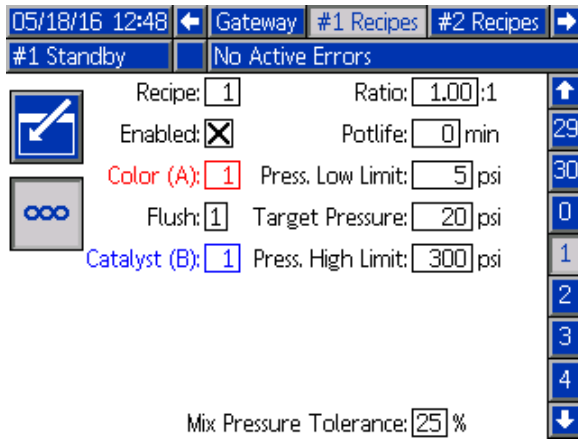 05/18/16 12:48 Gateway #1 Recipes #2 Recipes
#1 Standby No Active Errors
Recipe: 1 Ratio: 1.00 :1
Enabled: Potlife: 0 min
Color (A): 1 Press. Low Limit: 5 psi
Flush: 1 Target Pressure: 20 psi
Catalyst (B): 1 Press. High Limit: 300 psi
Mix Pressure Tolerance: 25 %
29
30
0
1
2
3
4